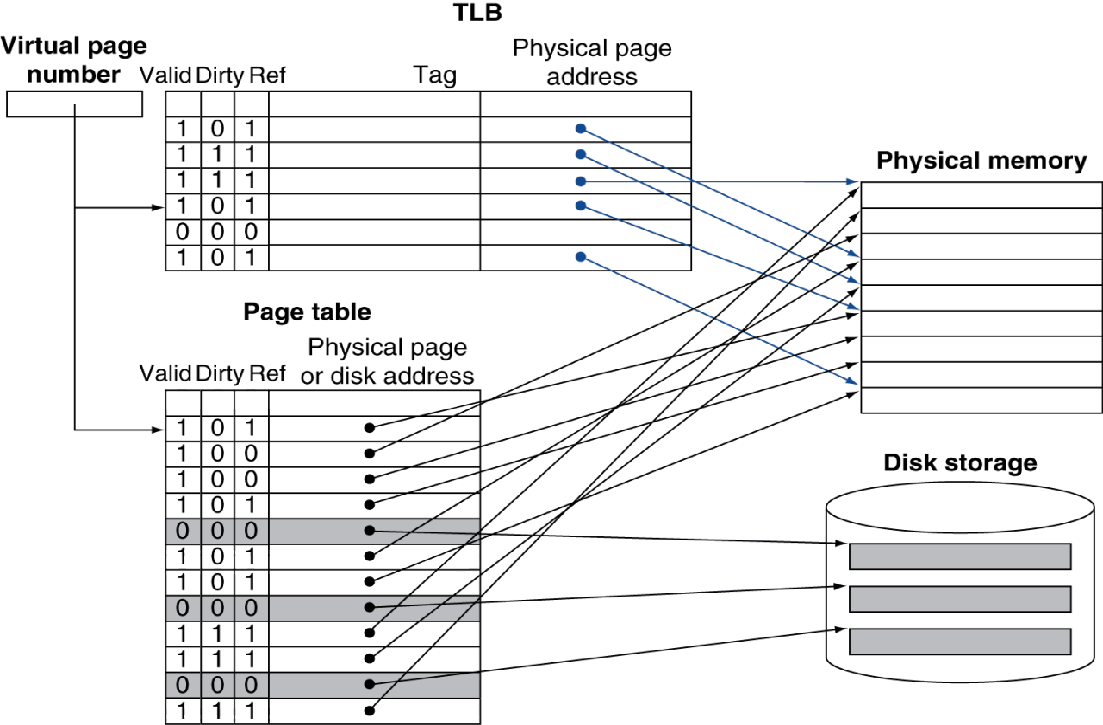 TLB
Virtual page
number
Valid Dirty Ref
Tag
Physical page
address
1 0 1
1 1 1
1 1 1
1 0 1
0 0 0
1 0 1
Physical memory
Page table
Physical page
or disk address
Valid Dirty Ref
1 0 1
1 0 0
1 0 0
1 0 1
0 0 0
1 0 1
1 0 1
0 0 0
1 1 1
1 1 1
0 0 0
1 1 1
Disk storage